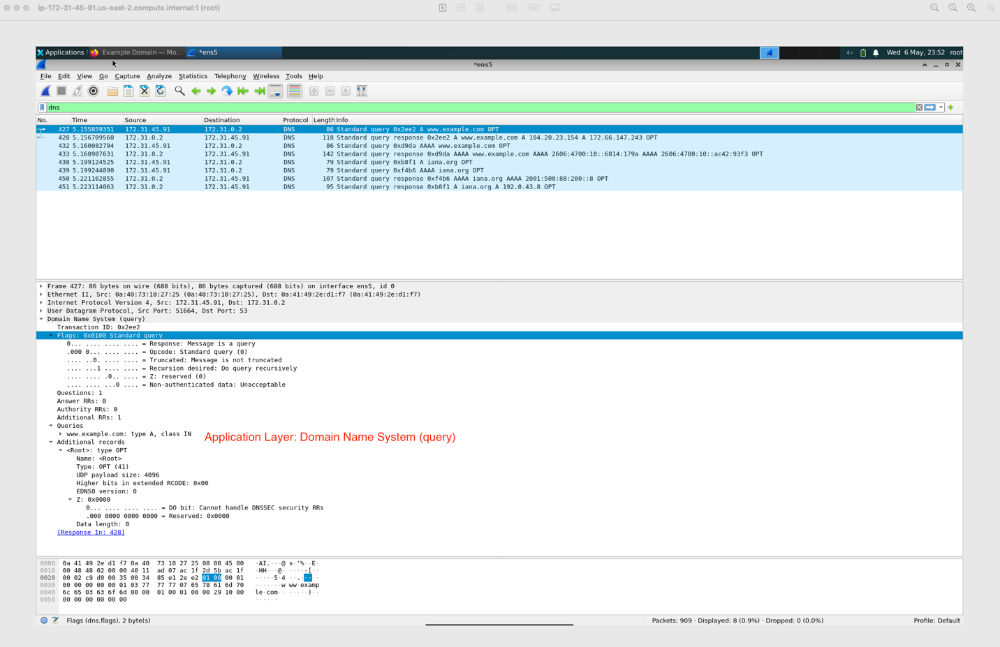 ip-172-31-45-91.us-east-2.compute.internal:1 (root)
Applications Example Domain — Mo... *ens5 Wed 6 May, 23:52 root
*ens5
File Edit View Go Capture Analyze Statistics Telephony Wireless Tools Help
dns
No. Time Source Destination Protocol Length Info
427 5.155859351 172.31.45.91 172.31.0.2 DNS 86 Standard query 0x2ee2 A www.example.com OPT
428 5.156709560 172.31.0.2 172.31.45.91 DNS 118 Standard query response 0x2ee2 A www.example.com A 104.20.23.154 A 172.66.147.243 OPT
432 5.160082794 172.31.45.91 172.31.0.2 DNS 86 Standard query 0xd9da AAAA www.example.com OPT
433 5.160907631 172.31.0.2 172.31.45.91 DNS 142 Standard query response 0xd9da AAAA www.example.com AAAA 2606:4700:10::6814:179a AAAA 2606:4700:10::ac42:93f3 OPT
438 5.199124525 172.31.45.91 172.31.0.2 DNS 79 Standard query 0xb8f1 A iana.org OPT
439 5.199244890 172.31.45.91 172.31.0.2 DNS 79 Standard query 0xf4b6 AAAA iana.org OPT
450 5.221162855 172.31.0.2 172.31.45.91 DNS 107 Standard query response 0xf4b6 AAAA iana.org AAAA 2001:500:88:200::8 OPT
451 5.223114063 172.31.0.2 172.31.45.91 DNS 95 Standard query response 0xb8f1 A iana.org A 192.0.43.8 OPT
Frame 427: 86 bytes on wire (688 bits), 86 bytes captured (688 bits) on interface ens5, id 0
Ethernet II, Src: 0a:40:73:10:27:25 (0a:40:73:10:27:25), Dst: 0a:41:49:2e:d1:f7 (0a:41:49:2e:d1:f7)
Internet Protocol Version 4, Src: 172.31.45.91, Dst: 172.31.0.2
User Datagram Protocol, Src Port: 51664, Dst Port: 53
Domain Name System (query)
Transaction ID: 0x2ee2
Flags: 0x0100 Standard query
0... .... .... .... = Response: Message is a query
.000 0... .... .... = Opcode: Standard query (0)
.... ..0. .... .... = Truncated: Message is not truncated
.... ...1 .... .... = Recursion desired: Do query recursively
.... .... .0.. .... = Z: reserved (0)
.... .... ...0 .... = Non-authenticated data: Unacceptable
Questions: 1
Answer RRs: 0
Authority RRs: 0
Additional RRs: 1
Queries
www.example.com: type A, class IN
Application Layer: Domain Name System (query)
Additional records
<Root>: type OPT
Name: <Root>
Type: OPT (41)
UDP payload size: 4096
Higher bits in extended RCODE: 0x00
EDNS0 version: 0
Z: 0x0000
0... .... .... .... = DO bit: Cannot handle DNSSEC security RRs
.000 0000 0000 0000 = Reserved: 0x0000
Data length: 0
[Response In: 428]
0000 0a 41 49 2e d1 f7 0a 40 73 10 27 25 08 00 45 00 ·AI.···@ s·'%··E·
0010 00 48 48 02 00 00 40 11 ad 07 ac 1f 2d 5b ac 1f ·HH···@· ····-[··
0020 00 02 c9 d0 00 35 00 34 85 e1 2e e2 01 00 00 01 ·····5·4 ··.·····
0030 00 00 00 00 00 01 03 77 77 77 07 65 78 61 6d 70 ·······w ww·examp
0040 6c 65 03 63 6f 6d 00 00 01 00 01 00 00 29 10 00 le·com·· ·····)··
0050 00 00 00 00 00 00 ······
Flags (dns.flags), 2 byte(s) Packets: 909 · Displayed: 8 (0.9%) · Dropped: 0 (0.0%) Profile: Default